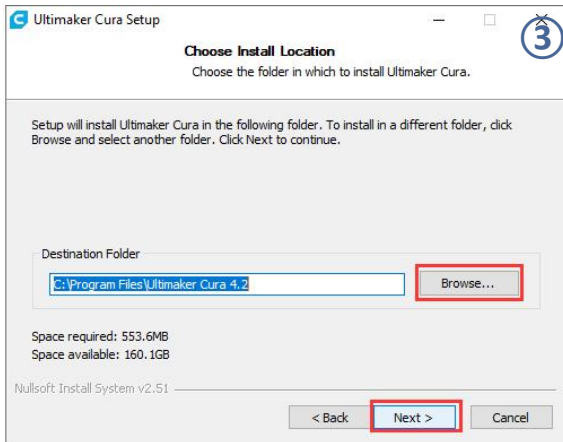 Ultimaker Cura Setup
③
Choose Install Location
Choose the folder in which to install Ultimaker Cura.
Setup will install Ultimaker Cura in the following folder. To install in a different folder, click
Browse and select another folder. Click Next to continue.
Destination Folder
C:\Program Files\Ultimaker Cura 4.2
Browse...
Space required: 553.6MB
Space available: 160.1GB
Nullsoft Install System v2.51
< Back
Next >
Cancel